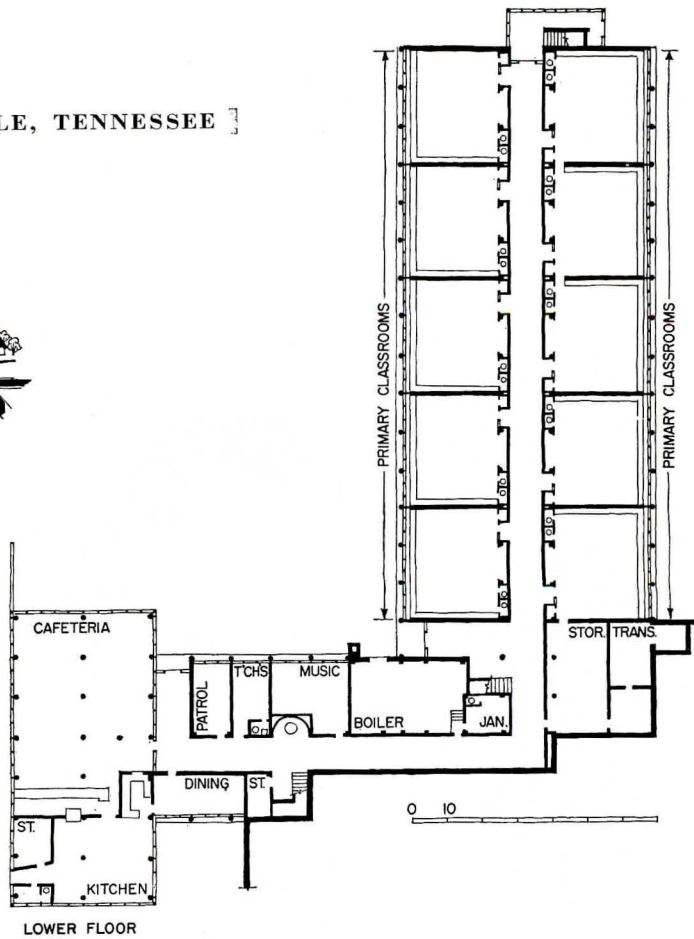 LE, TENNESSEE ]
PRIMARY CLASSROOMS
PRIMARY CLASSROOMS
CAFETERIA
PATROL
T'CH'S
MUSIC
BOILER
JAN.
STOR.
TRANS.
DINING
ST.
0 10
ST.
KITCHEN
LOWER FLOOR